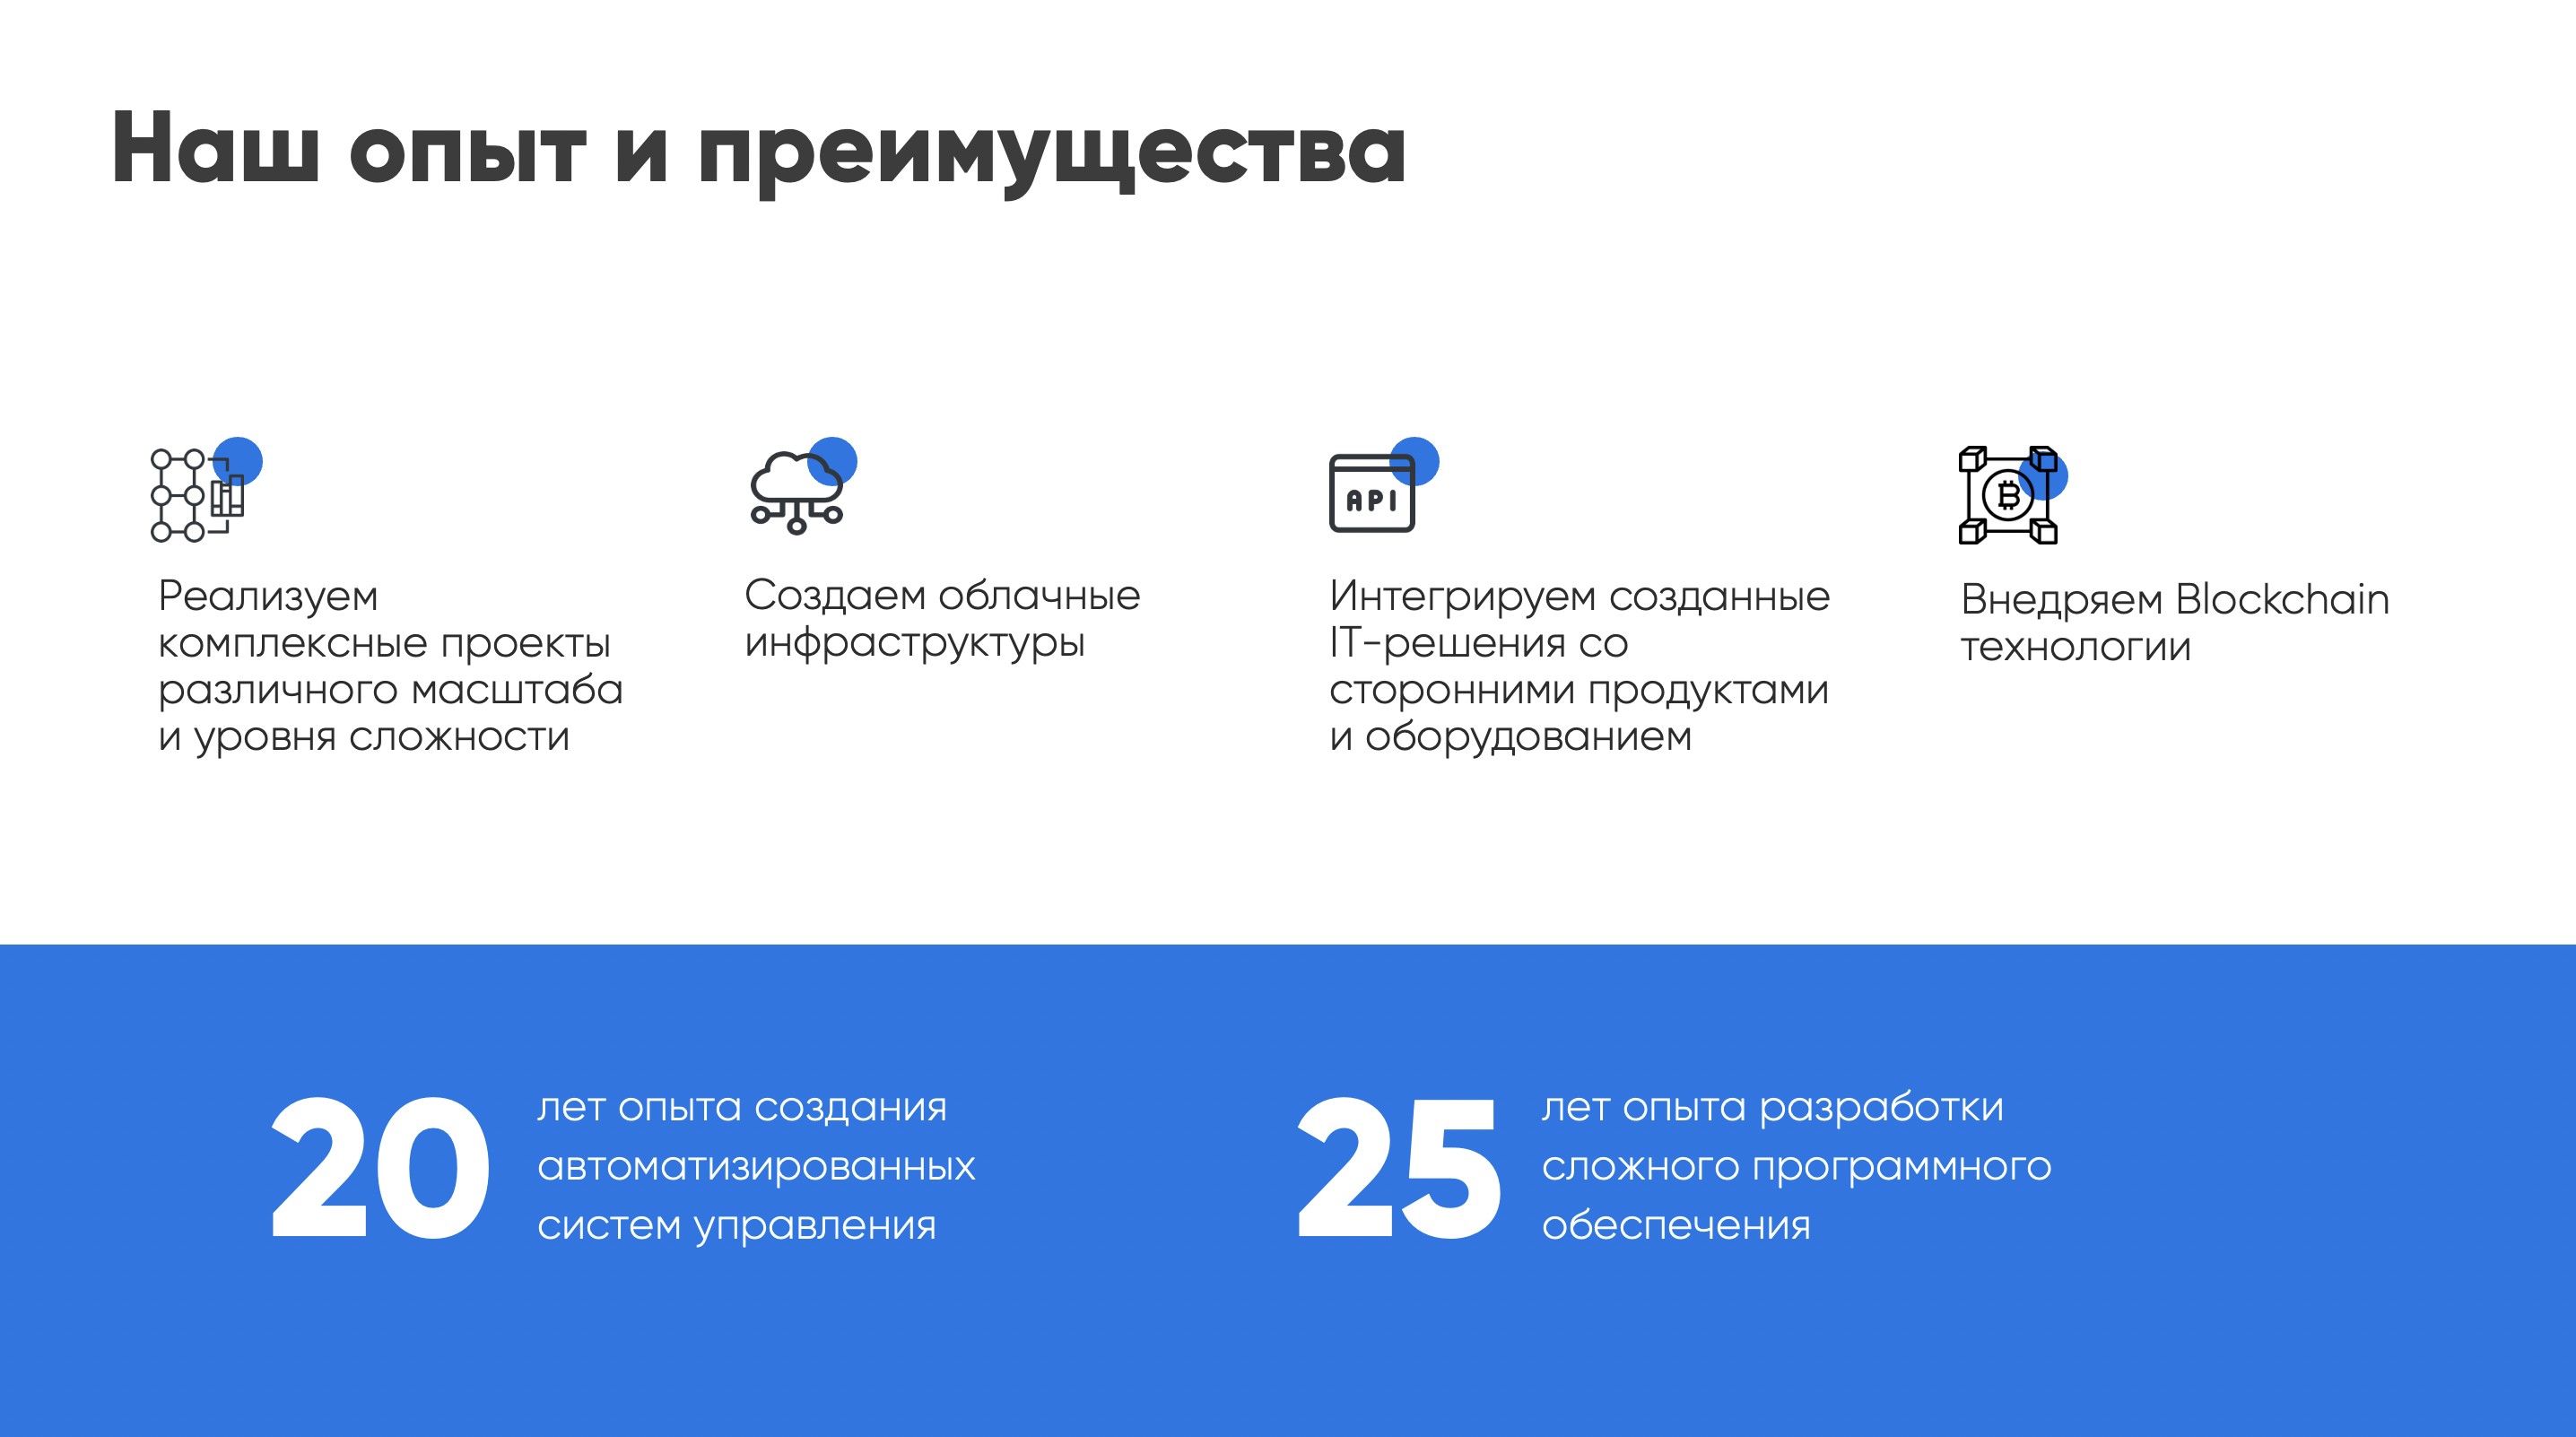 Наш опыт и преимущества
API
Реализуем
комплексные проекты
различного масштаба
и уровня сложности
Создаем облачные
инфраструктуры
Интегрируем созданные
IT-решения со
сторонними продуктами
и оборудованием
Внедряем Blockchain
технологии
20
лет опыта создания
автоматизированных
систем управления
25
лет опыта разработки
сложного программного
обеспечения